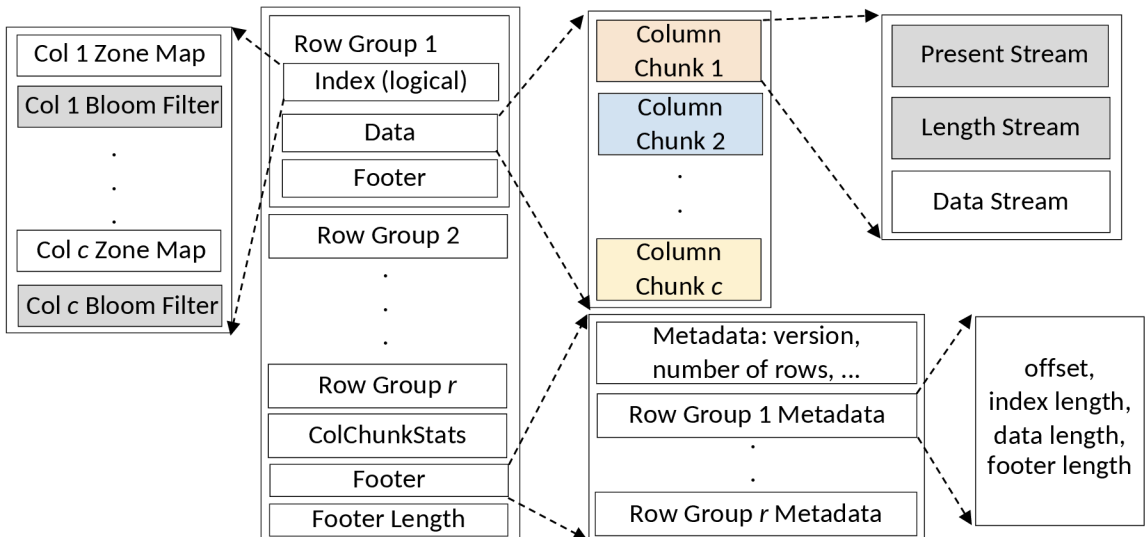 Col 1 Zone Map
Col 1 Bloom Filter
.
.
.
Col c Zone Map
Col c Bloom Filter
Row Group 1
Index (logical)
Data
Footer
Row Group 2
.
.
.
Row Group r
ColChunkStats
Footer
Footer Length
Column
Chunk 1
Column
Chunk 2
.
.
Column
Chunk c
Present Stream
Length Stream
Data Stream
Metadata: version,
number of rows, ...
Row Group 1 Metadata
.
.
Row Group r Metadata
offset,
index length,
data length,
footer length